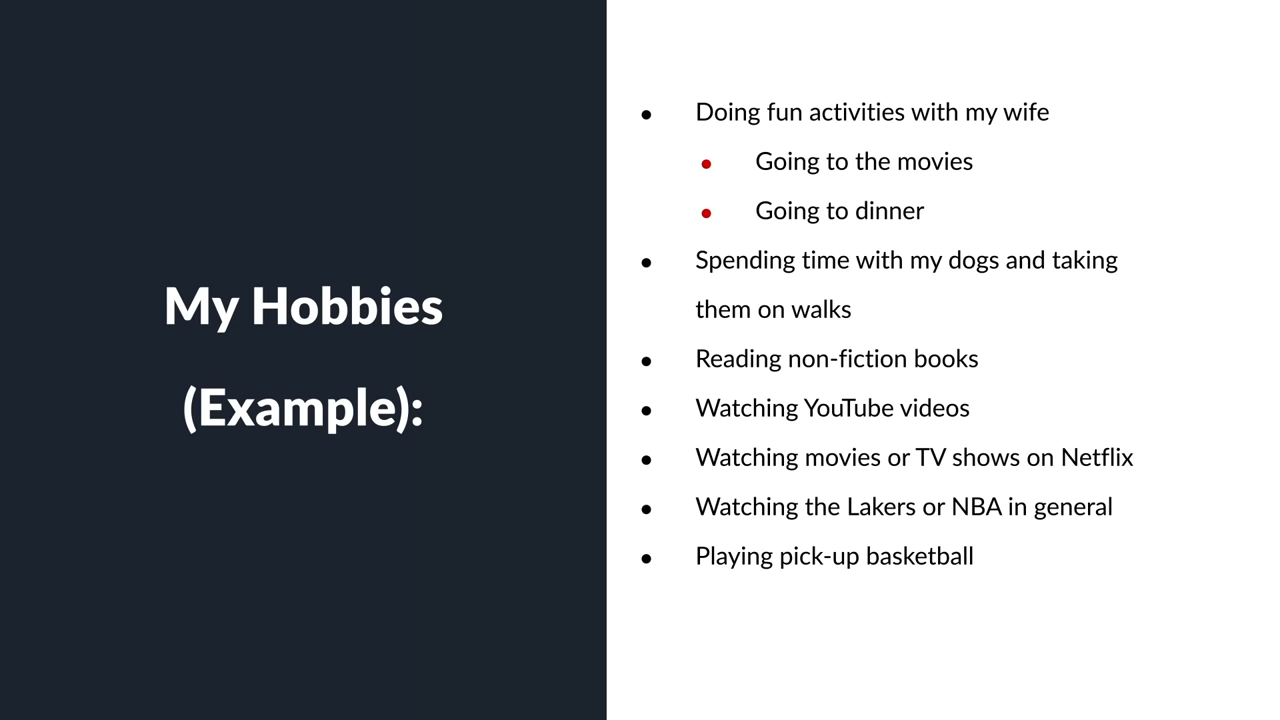 My Hobbies
(Example):
• Doing fun activities with my wife
• Going to the movies
• Going to dinner
• Spending time with my dogs and taking
them on walks
• Reading non-fiction books
• Watching YouTube videos
• Watching movies or TV shows on Netflix
• Watching the Lakers or NBA in general
• Playing pick-up basketball